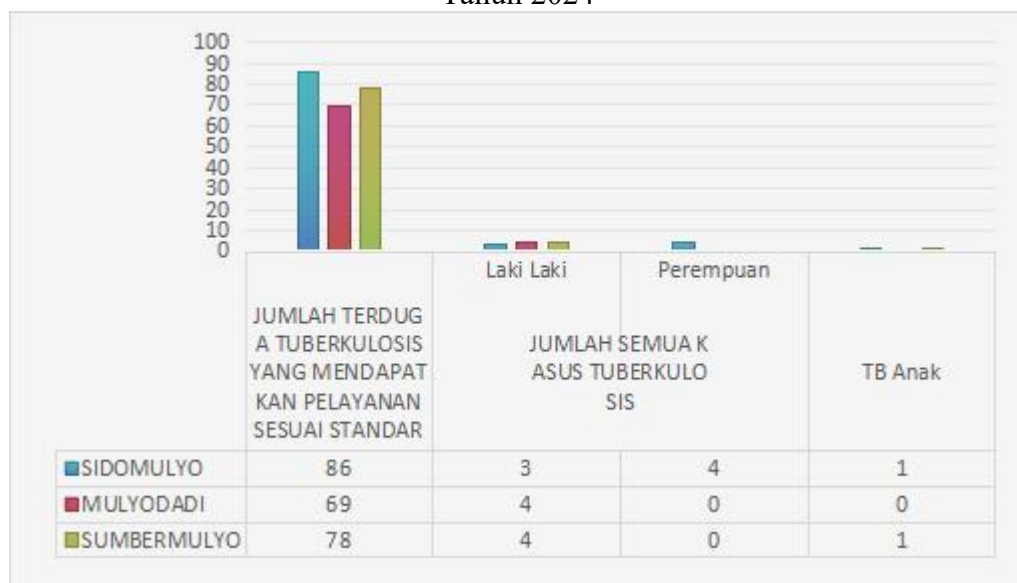 Tahun 2024
100
90
80
70
60
50
40
30
20
10
0
Laki Laki
Perempuan
JUMLAH TERDUG
A TUBERKULOSIS
YANG MENDAPAT
KAN PELAYANAN
SESUAI STANDAR
JUMLAH SEMUA K
ASUS TUBERKULO
SIS
TB Anak
SIDOMULYO 86 3 4 1
MULYODADI 69 4 0 0
SUMBERMULYO 78 4 0 1